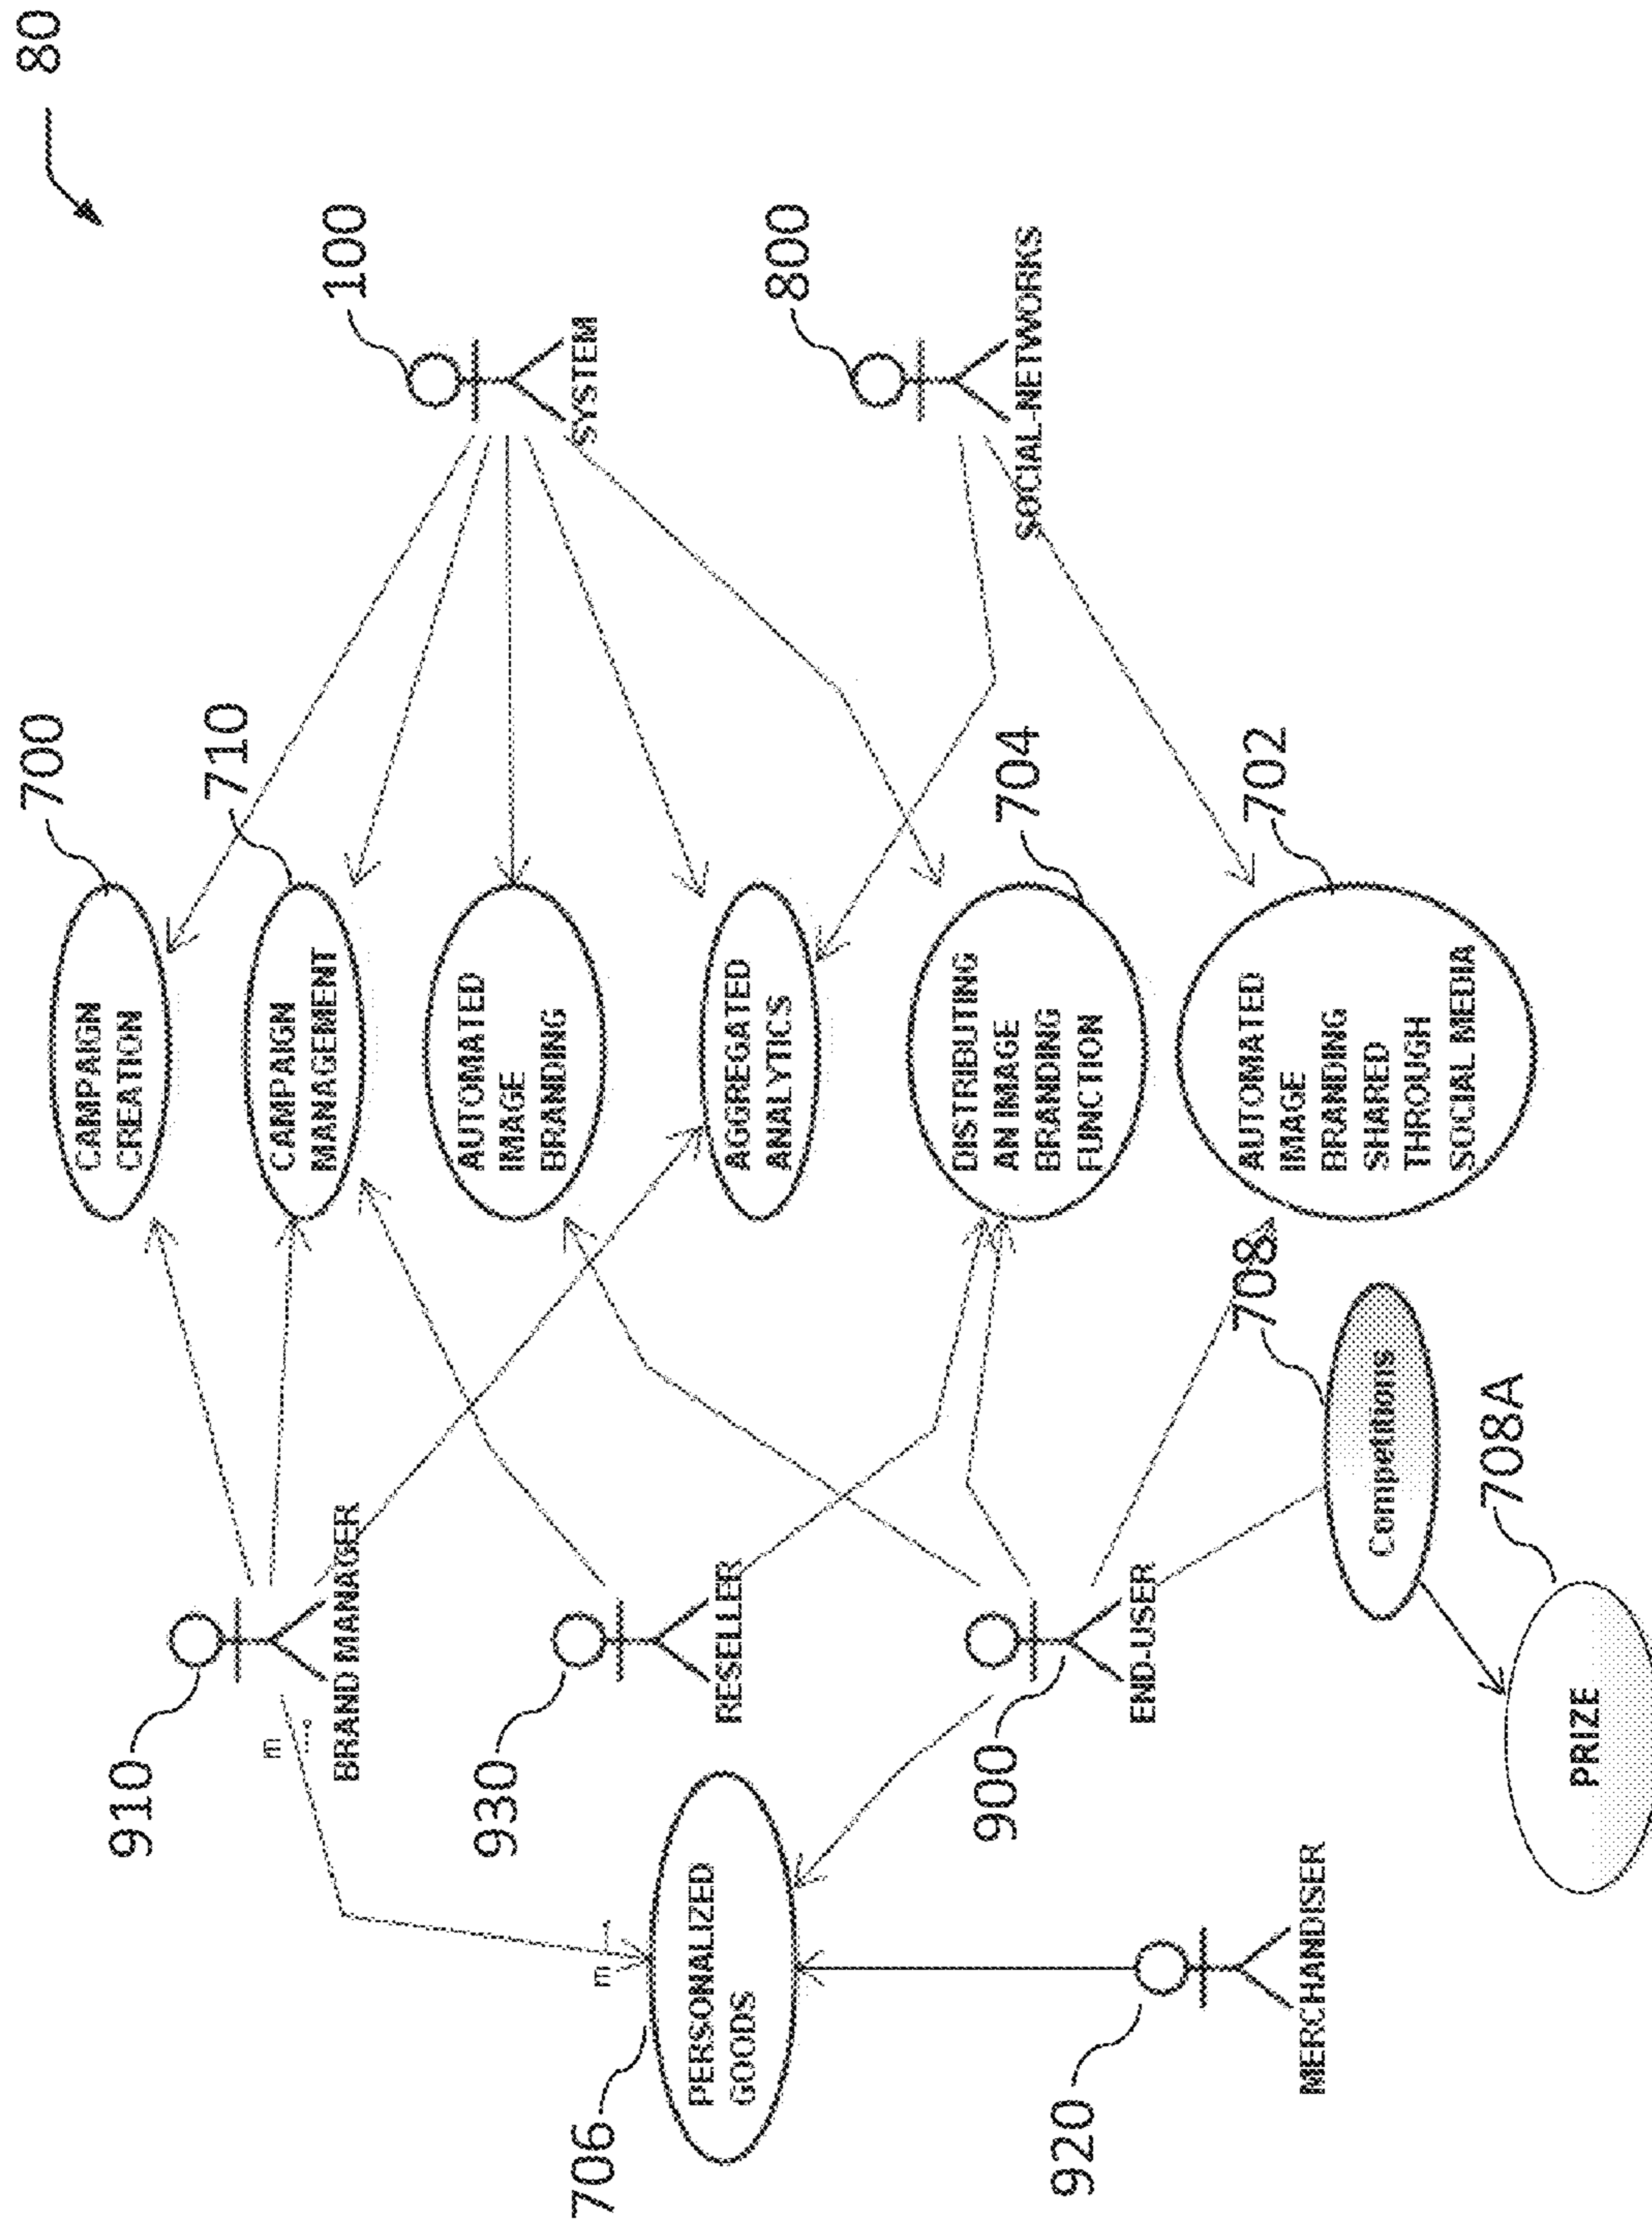 80
700
CAMPAIGN
CREATION
710
CAMPAIGN
MANAGEMENT
100
SYSTEM
910
BRAND MANAGER
m
AUTOMATED
IMAGE
BRANDING
930
RESELLER
AGGREGATED
ANALYTICS
800
SOCIAL-NETWORKS
706
m
PERSONALIZED
GOODS
704
DISTRIBUTING
AN IMAGE
BRANDING
FUNCTION
900
END-USER
702
AUTOMATED
IMAGE
BRANDING
SHARED
THROUGH
SOCIAL MEDIA
920
MERCHANDISER
708
Competitions
708A
PRIZE